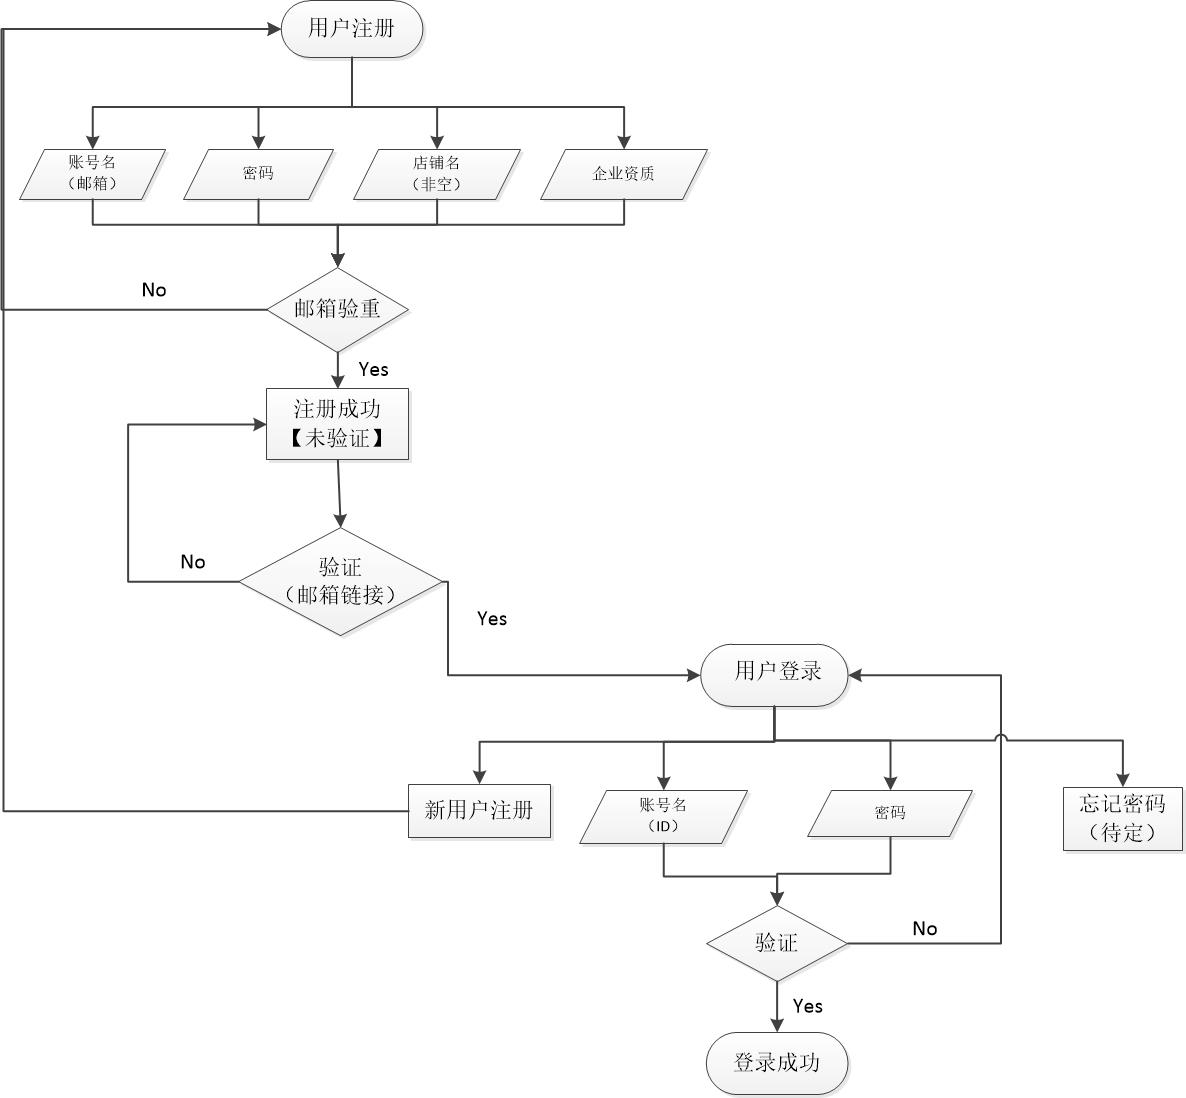 用户注册
账号名
（邮箱）
密码
店铺名
（非空）
企业资质
No
邮箱验重
Yes
注册成功
【未验证】
No
验证
（邮箱链接）
Yes
用户登录
新用户注册
账号名
（ID）
密码
忘记密码
（待定）
验证
No
Yes
登录成功